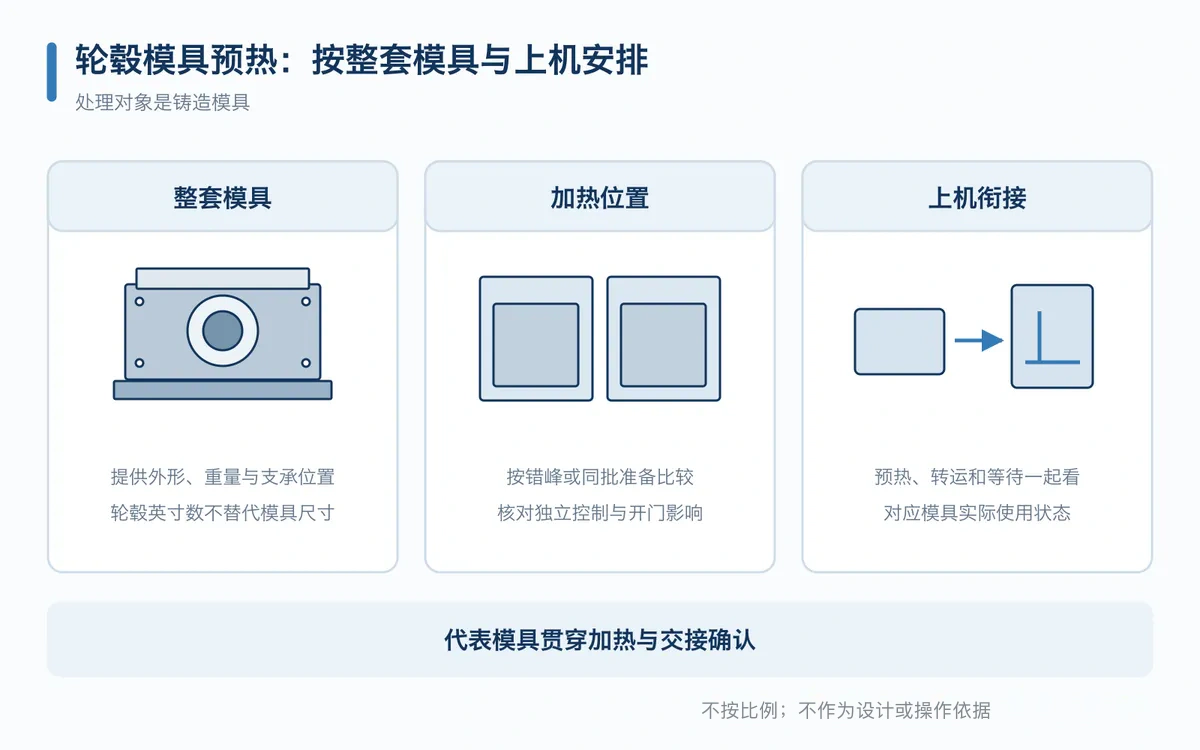 轮毂模具预热：按整套模具与上机安排
处理对象是铸造模具
整套模具
提供外形、重量与支承位置
轮毂英寸数不替代模具尺寸
加热位置
按错峰或同批准备比较
核对独立控制与开门影响
上机衔接
预热、转运和等待一起看
对应模具实际使用状态
代表模具贯穿加热与交接确认
不按比例；不作为设计或操作依据